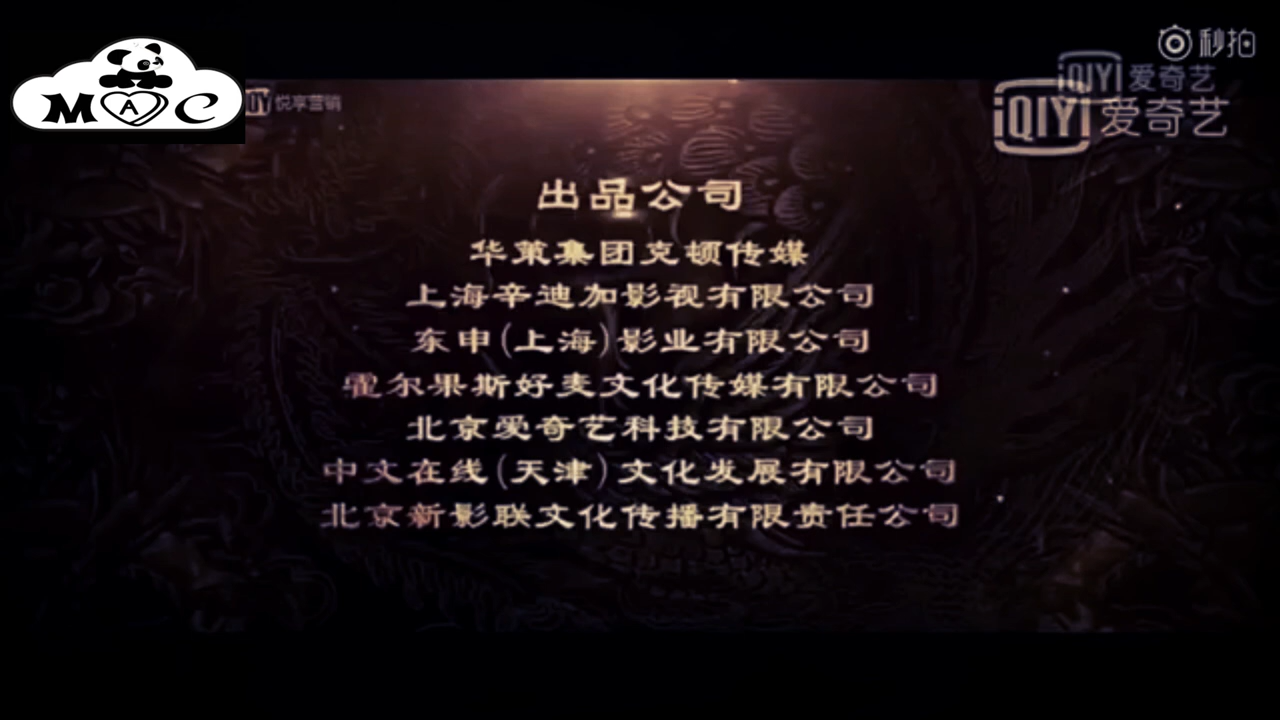 秒拍
iQIYI 爱奇艺
iQIYI 爱奇艺
MAC
QIY 悦享营销
出品公司
华策集团克顿传媒
上海辛迪加影视有限公司
东申(上海)影业有限公司
霍尔果斯好麦文化传媒有限公司
北京爱奇艺科技有限公司
中文在线(天津)文化发展有限公司
北京新影联文化传播有限责任公司